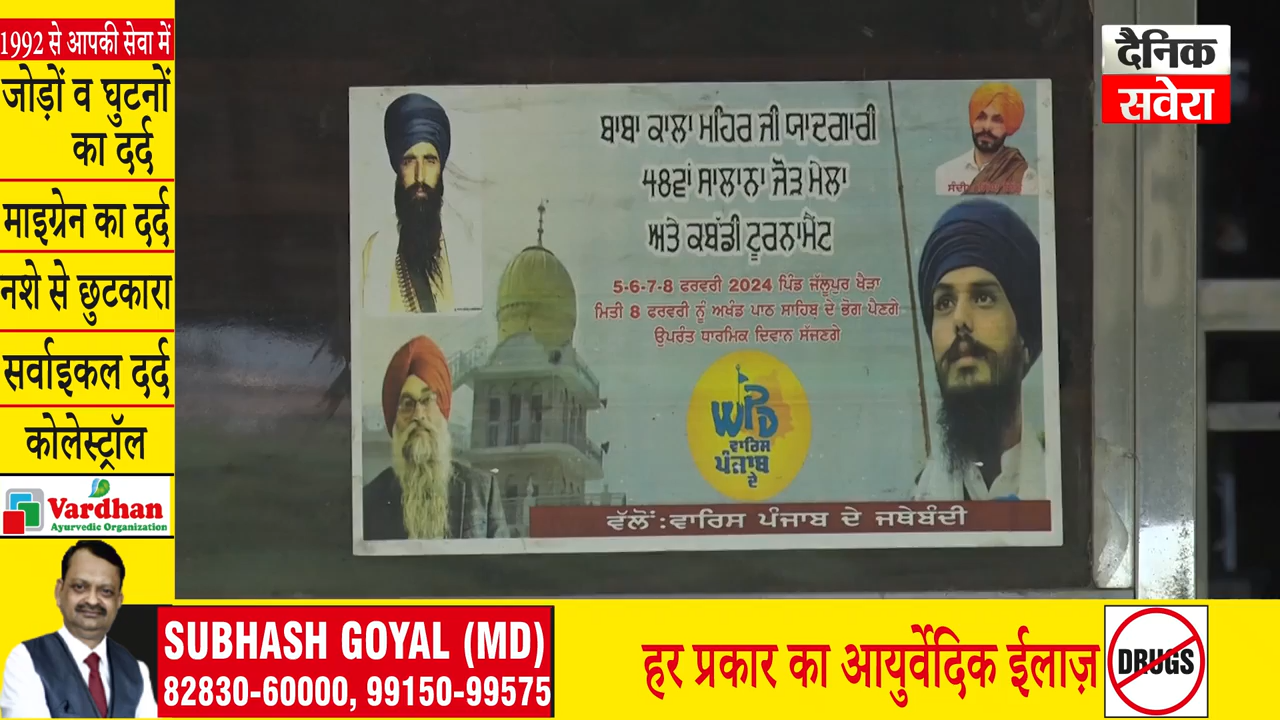 1992 से आपकी सेवा में
जोड़ों व घुटनों
का दर्द
माइग्रेन का दर्द
नशे से छुटकारा
सर्वाइकल दर्द
कोलेस्ट्रॉल
Vardhan
Ayurvedic Organization
दैनिक
सवेरा
ਬਾਬਾ ਕਾਲਾ ਮਹਿਰ ਜੀ ਯਾਦਗਾਰੀ
48ਵਾਂ ਸਾਲਾਨਾ ਜੋੜ ਮੇਲਾ
ਅਤੇ ਕਬੱਡੀ ਟੂਰਨਾਮੈਂਟ
5-6-7-8 ਫਰਵਰੀ 2024 ਪਿੰਡ ਜੱਲੂਪੁਰ ਖੈੜਾ
ਮਿਤੀ 8 ਫਰਵਰੀ ਨੂੰ ਅਖੰਡ ਪਾਠ ਸਾਹਿਬ ਦੇ ਭੋਗ ਪੈਣਗੇ
ਉਪਰੰਤ ਧਾਰਮਿਕ ਦਿਵਾਨ ਸੱਜਣਗੇ
WPD
ਵਾਰਿਸ
ਪੰਜਾਬ
ਦੇ
ਵੱਲੋਂ:ਵਾਰਿਸ ਪੰਜਾਬ ਦੇ ਜਥੇਬੰਦੀ
SUBHASH GOYAL (MD)
82830-60000, 99150-99575
हर प्रकार का आयुर्वेदिक ईलाज़
DRUGS